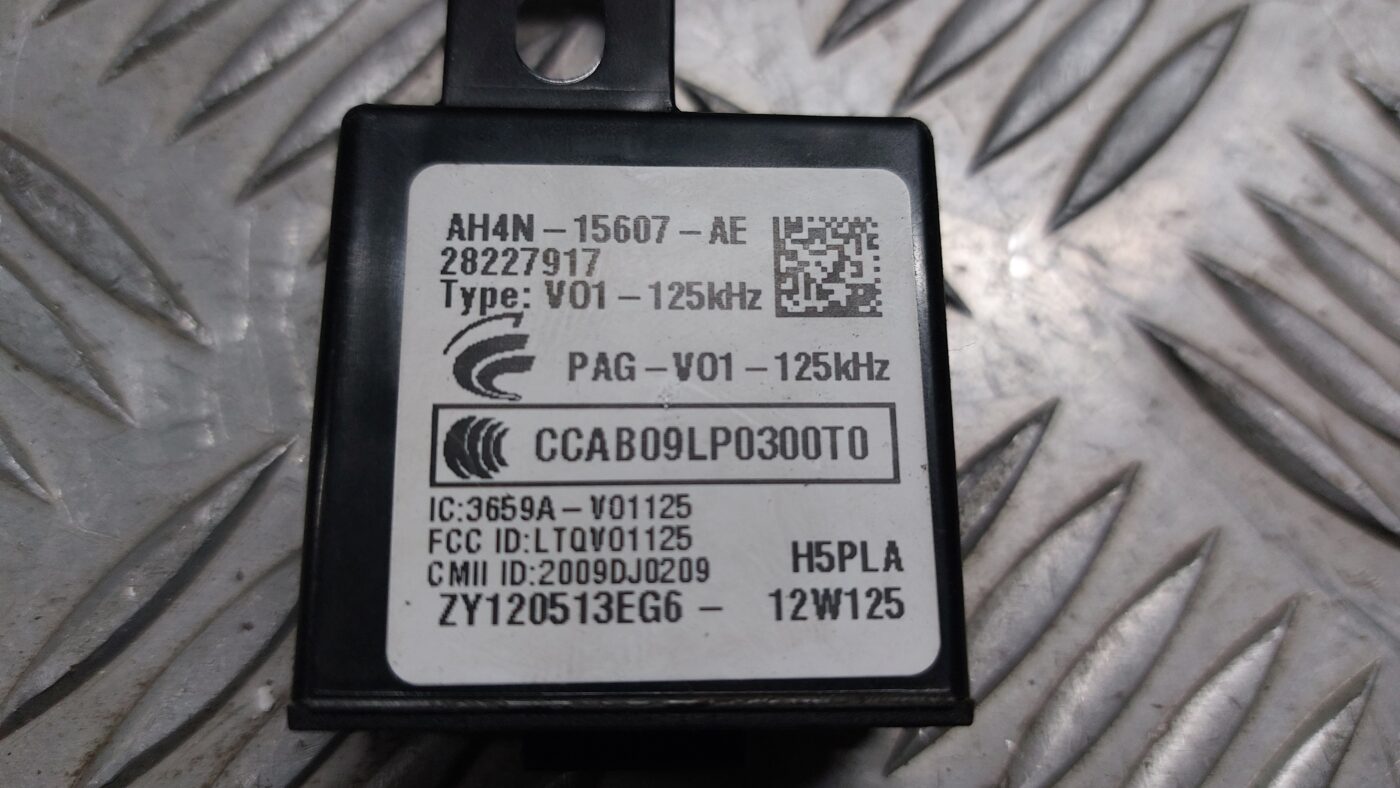 AH4N-15607-AE
28227917
Type: V01-125kHz
PAG-V01-125kHz
CCAB09LP0300T0
IC:3659A-V01125
FCC ID:LTQV01125
CMII ID:2009DJ0209
H5PLA
ZY120513EG6- 12W125